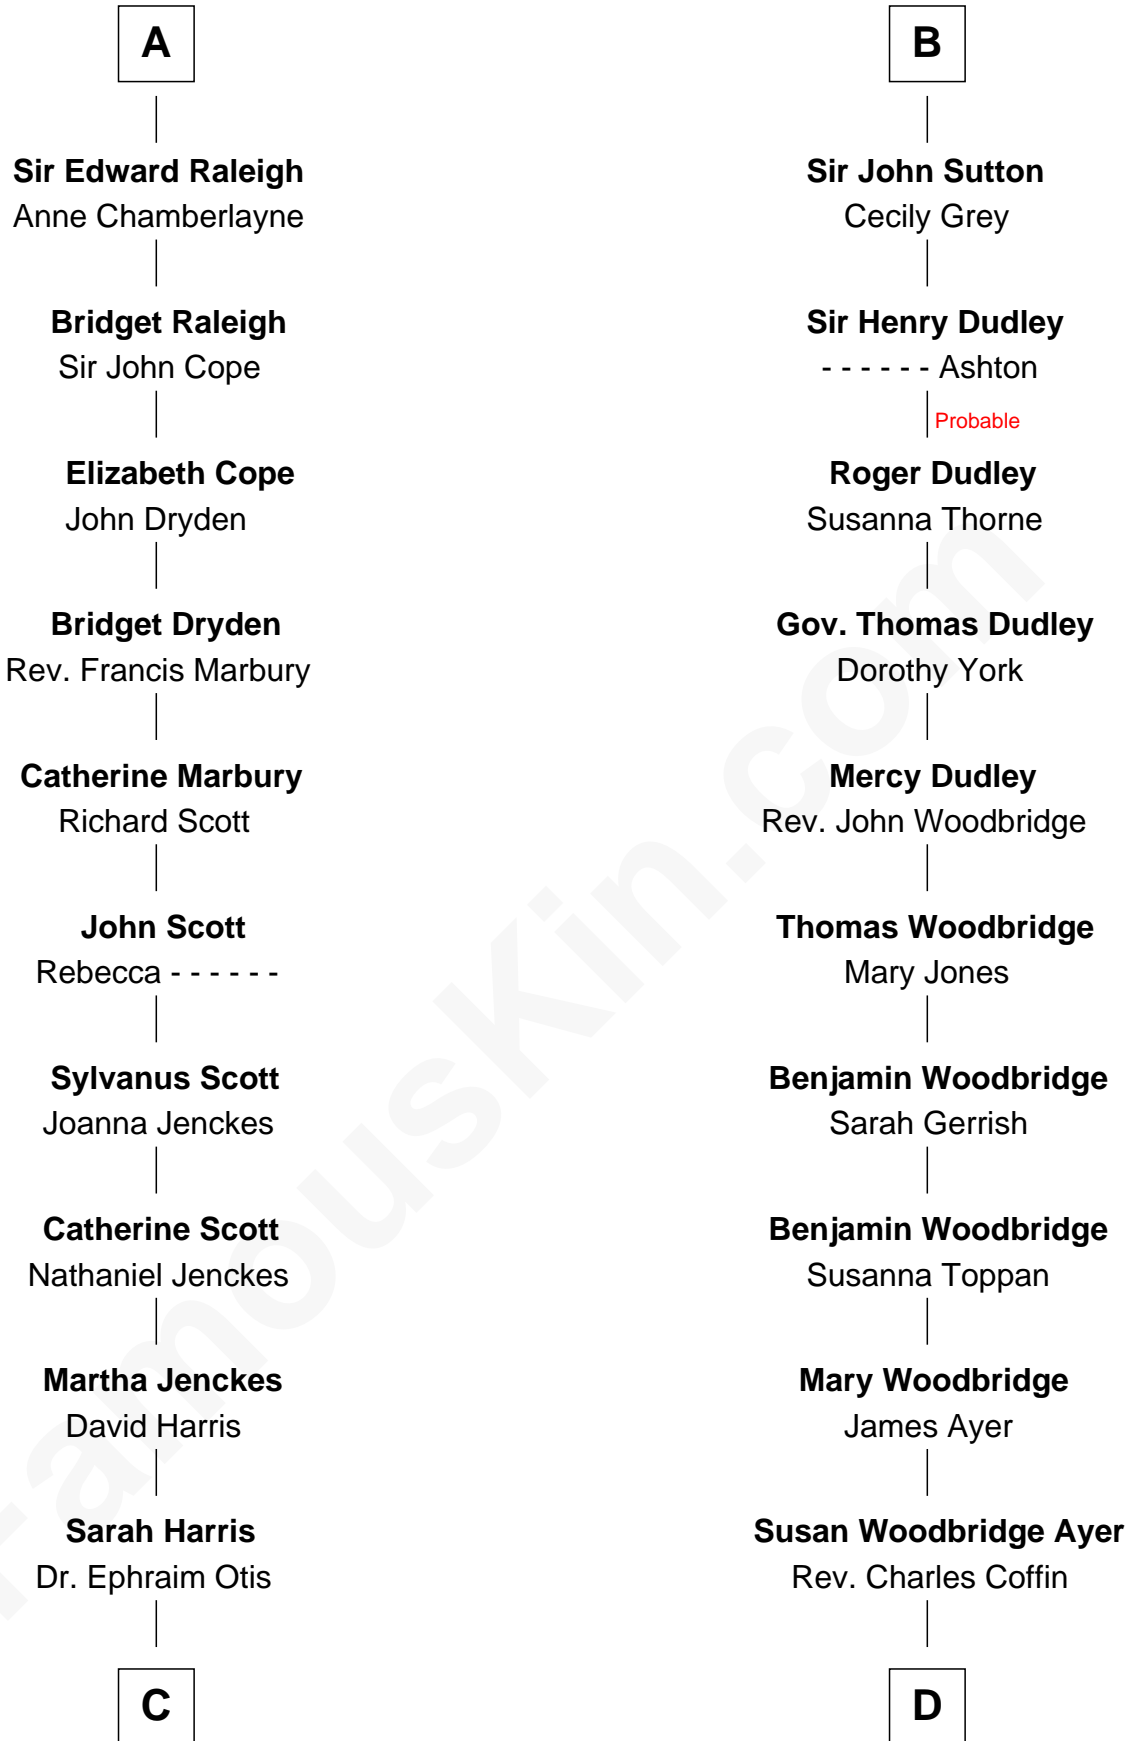 A
Sir Edward Raleigh
Anne Chamberlayne
Bridget Raleigh
Sir John Cope
Elizabeth Cope
John Dryden
Bridget Dryden
Rev. Francis Marbury
Catherine Marbury
Richard Scott
John Scott
Rebecca - - - - - -
Sylvanus Scott
Joanna Jenckes
Catherine Scott
Nathaniel Jenckes
Martha Jenckes
David Harris
Sarah Harris
Dr. Ephraim Otis
C
B
Sir John Sutton
Cecily Grey
Sir Henry Dudley
- - - - - - Ashton
Probable
Roger Dudley
Susanna Thorne
Gov. Thomas Dudley
Dorothy York
Mercy Dudley
Rev. John Woodbridge
Thomas Woodbridge
Mary Jones
Benjamin Woodbridge
Sarah Gerrish
Benjamin Woodbridge
Susanna Toppan
Mary Woodbridge
James Ayer
Susan Woodbridge Ayer
Rev. Charles Coffin
D
FamousKin.com